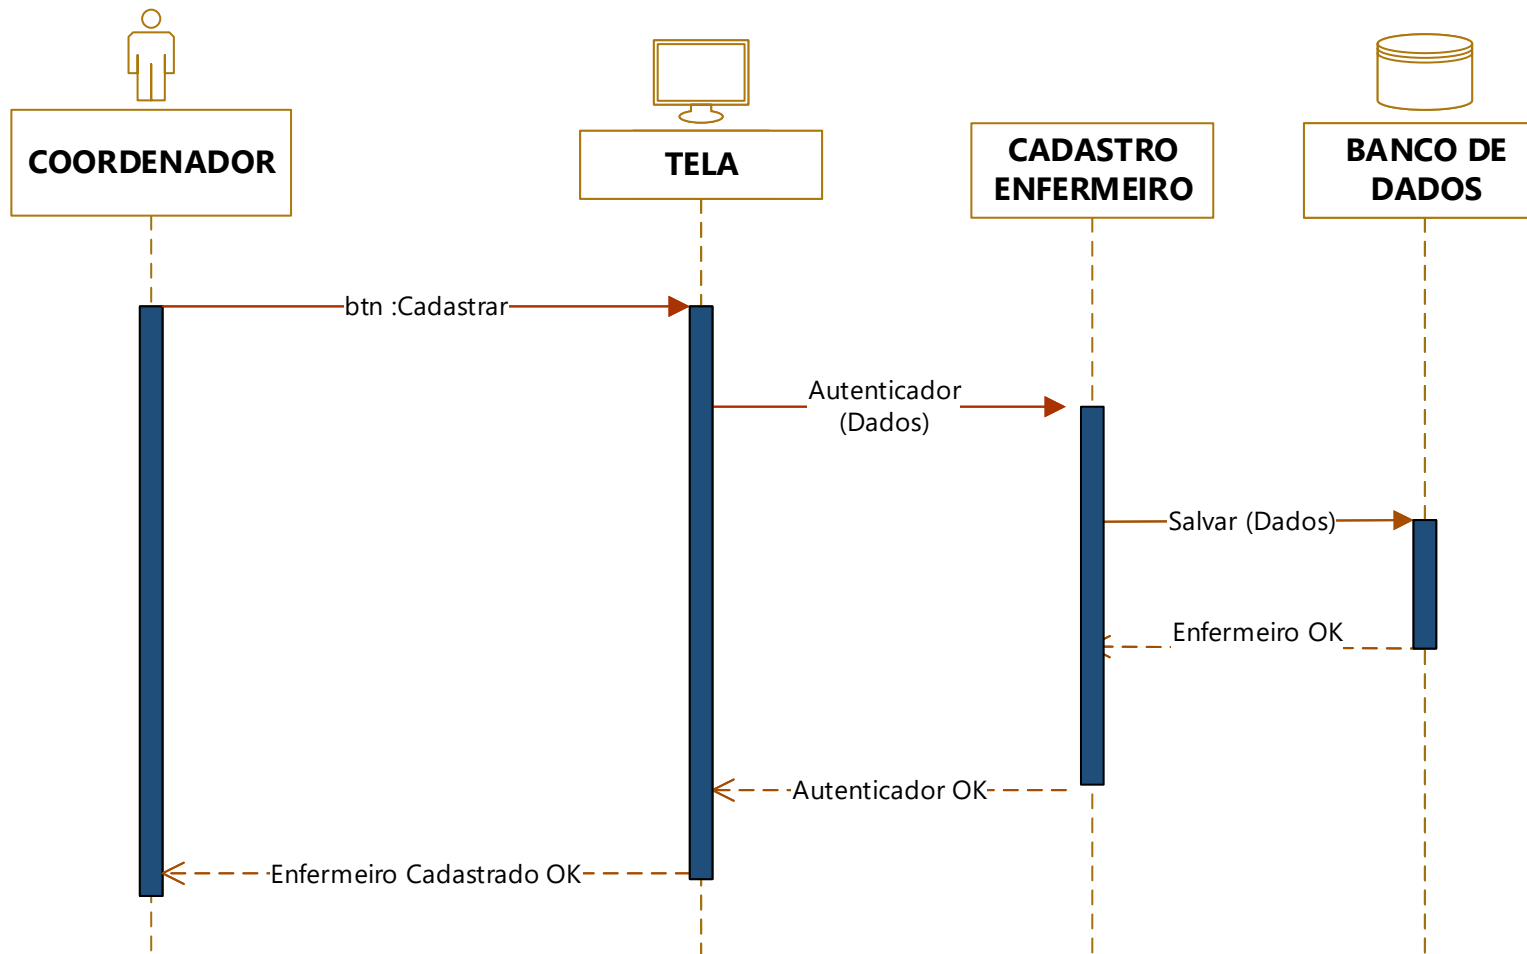 COORDENADOR
TELA
CADASTRO
ENFERMEIRO
BANCO DE
DADOS
btn :Cadastrar
Autenticador
(Dados)
Salvar (Dados)
Enfermeiro OK
Autenticador OK
Enfermeiro Cadastrado OK